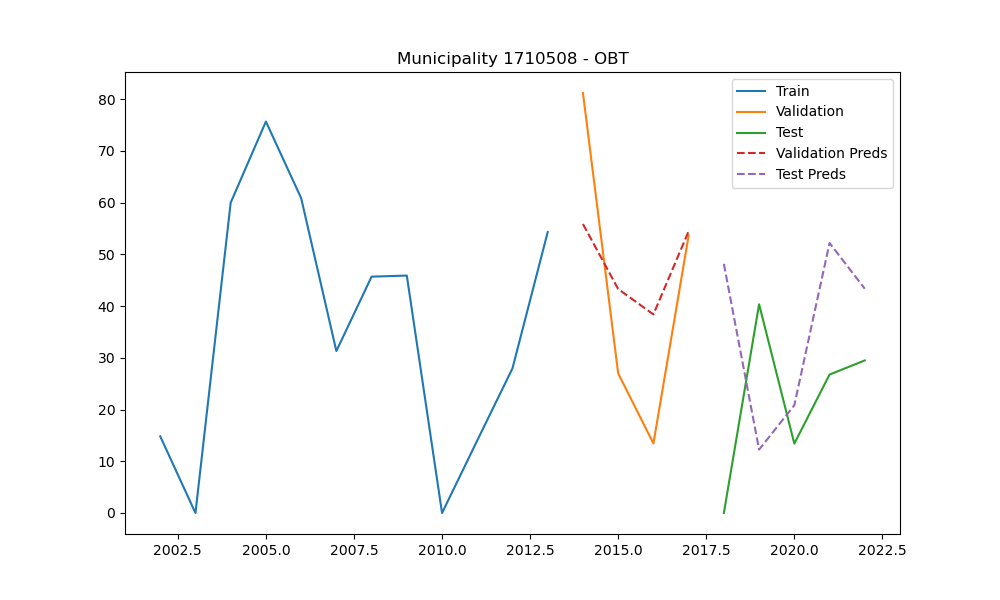 Municipality 1710508 - OBT
Train
Validation
Test
Validation Preds
Test Preds
80
70
60
50
40
30
20
10
0
2002.5 2005.0 2007.5 2010.0 2012.5 2015.0 2017.5 2020.0 2022.5